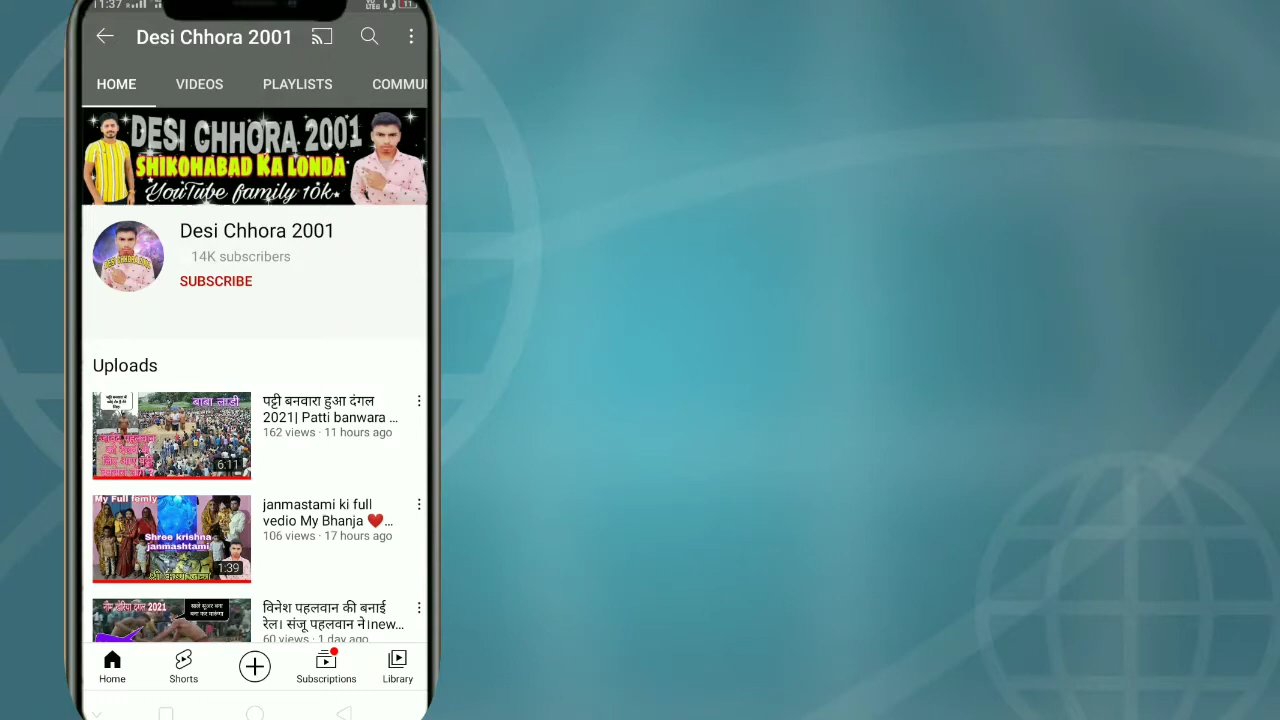 11:37
Desi Chhora 2001
HOME VIDEOS PLAYLISTS COMMU
DESI CHHORA 2001
SHIKOHABAD KA LONDA
YouTube family 10k
Desi Chhora 2001
14K subscribers
SUBSCRIBE
Uploads
बाबा लाड़ी
6:11
पट्टी बनवारा हुआ दंगल
2021| Patti banwara ...
162 views · 11 hours ago
My Full femly
Shree krishna
janmashtami
1:39
janmastami ki full
vedio My Bhanja ❤️...
106 views · 17 hours ago
विनेश पहलवान की बनाई
रेल। संजू पहलवान ने।new...
60 views · 1 day ago
Home Shorts Subscriptions Library